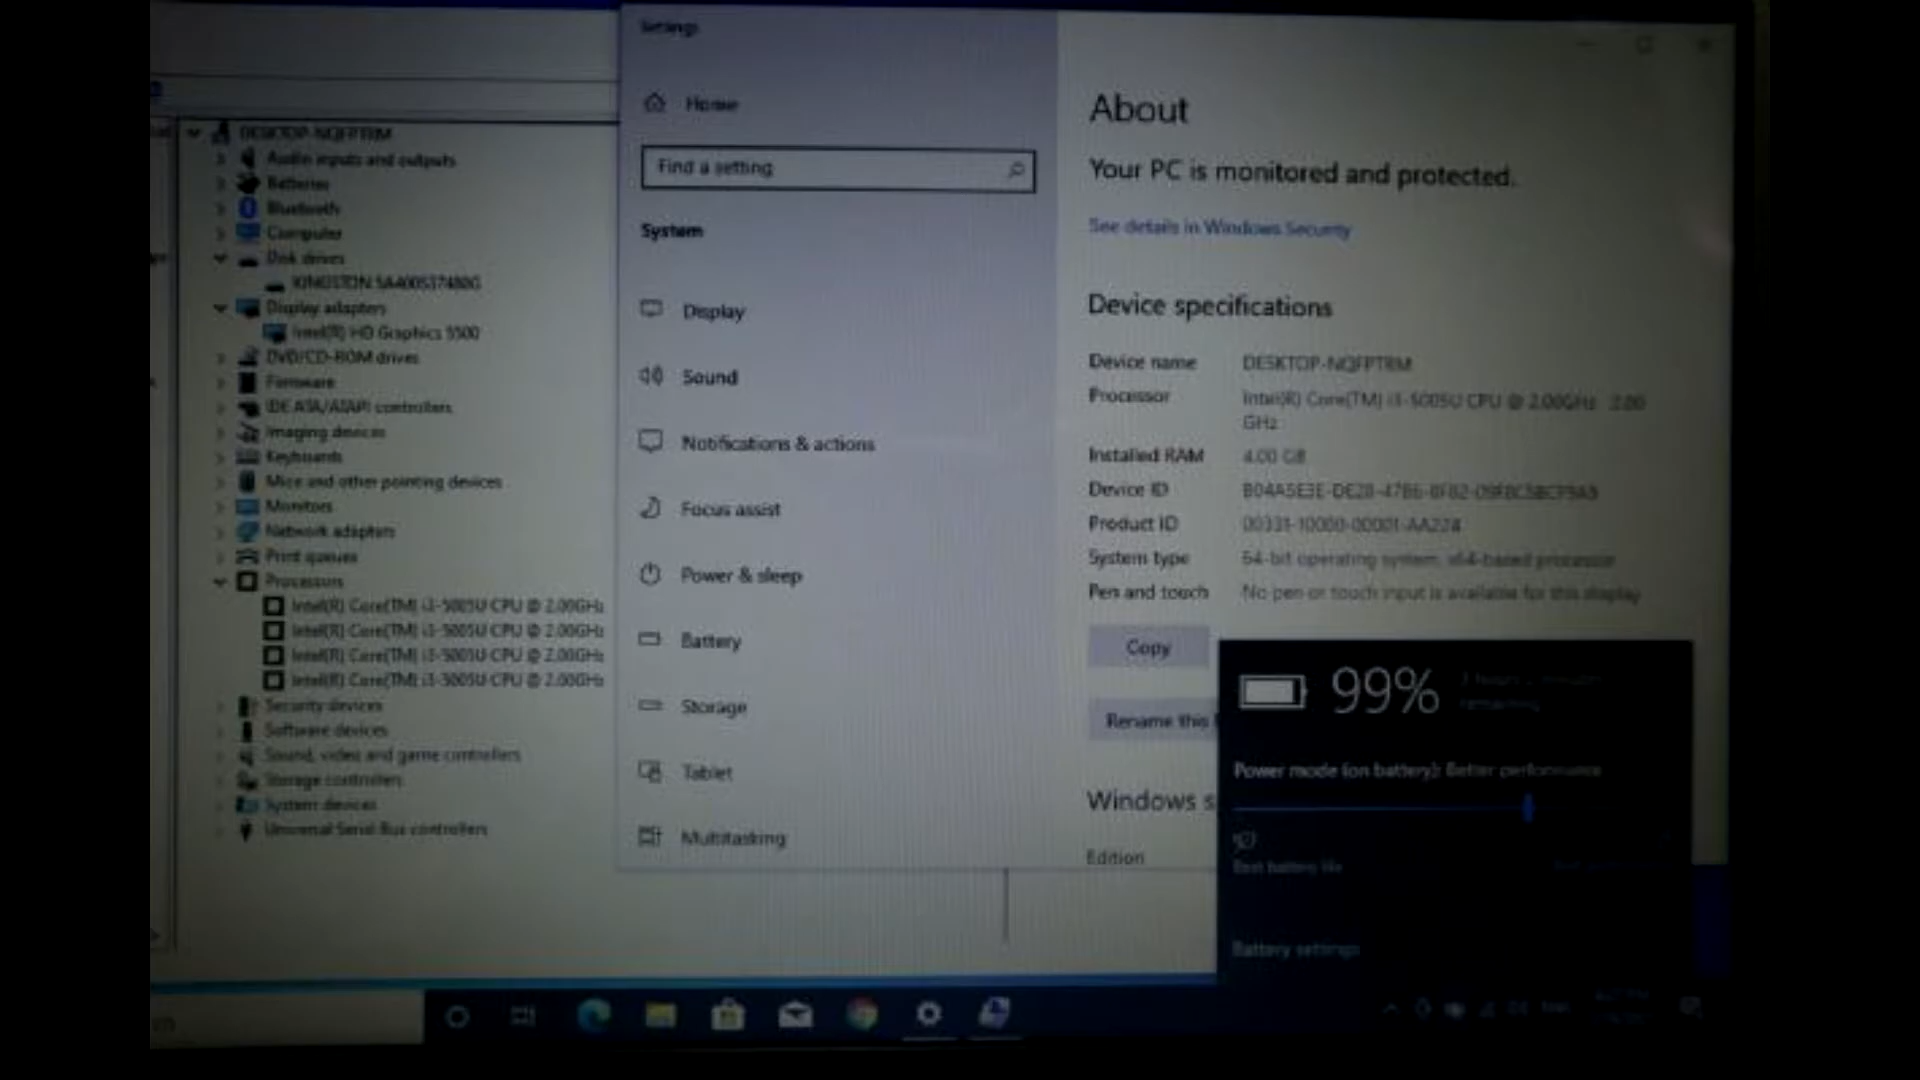 DESKTOP-NQFPTRM
Audio inputs and outputs
Batteries
Bluetooth
Computer
Disk drives
KINGSTON SA400S37480G
Display adapters
Intel(R) HD Graphics 5500
DVD/CD-ROM drives
Firmware
IDE ATA/ATAPI controllers
Imaging devices
Keyboards
Mice and other pointing devices
Monitors
Network adapters
Print queues
Processors
Intel(R) Core(TM) i3-5005U CPU @ 2.00GHz
Intel(R) Core(TM) i3-5005U CPU @ 2.00GHz
Intel(R) Core(TM) i3-5005U CPU @ 2.00GHz
Intel(R) Core(TM) i3-5005U CPU @ 2.00GHz
Security devices
Software devices
Sound, video and game controllers
Storage controllers
System devices
Universal Serial Bus controllers
Settings
Home
Find a setting
System
Display
Sound
Notifications & actions
Focus assist
Power & sleep
Battery
Storage
Tablet
Multitasking
About
Your PC is monitored and protected.
See details in Windows Security
Device specifications
Device name DESKTOP-NQFPTRM
Processor Intel(R) Core(TM) i3-5005U CPU @ 2.00GHz 2.00
GHz
Installed RAM 4.00 GB
Device ID
Product ID 00331-10000-00001-AA228
System type 64-bit operating system, x64-based processor
Pen and touch No pen or touch input is available for this display
Copy
Rename this
Windows s
Edition
99%
remaining
Power mode (on battery): Better performance
Best battery life
Battery settings